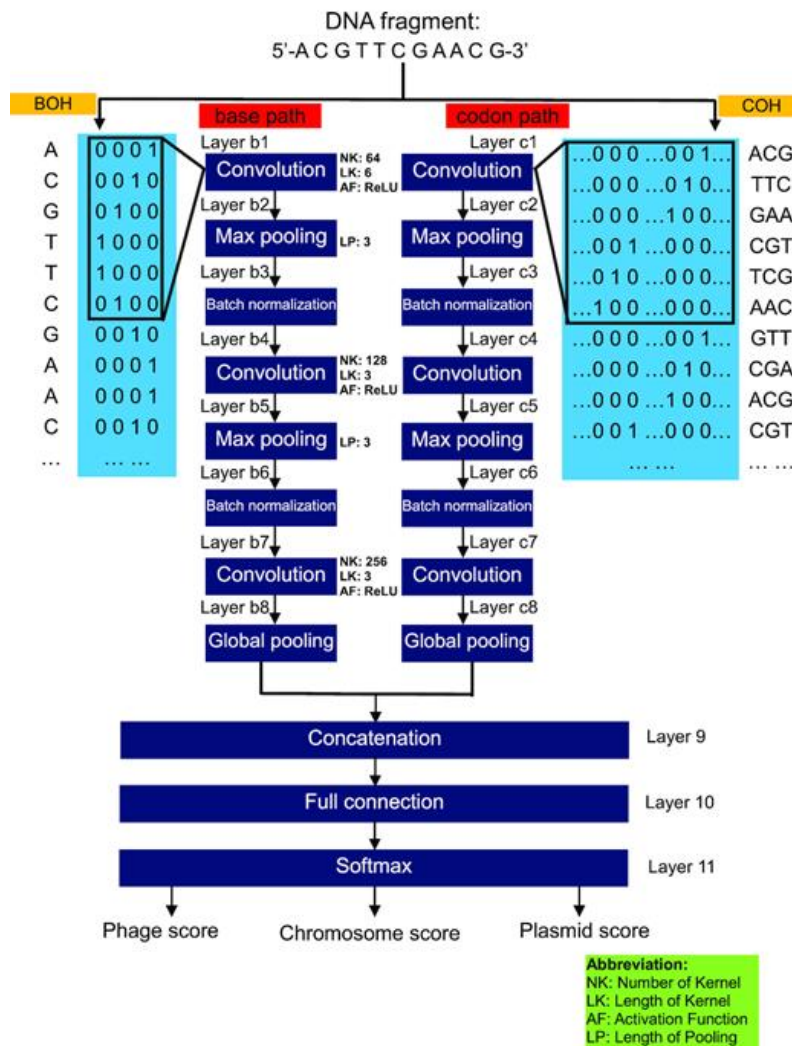 DNA fragment:
5'-A C G T T C G A A C G-3'
BOH
base path
codon path
COH
A
C
G
T
T
C
G
A
A
C
...
0 0 0 1
0 0 1 0
0 1 0 0
1 0 0 0
1 0 0 0
0 1 0 0
0 0 1 0
0 0 0 1
0 0 0 1
0 0 1 0
... ...
Layer b1
Convolution
NK: 64
LK: 6
AF: ReLU
Layer b2
Max pooling
LP: 3
Layer b3
Batch normalization
Layer b4
Convolution
NK: 128
LK: 3
AF: ReLU
Layer b5
Max pooling
LP: 3
Layer b6
Batch normalization
Layer b7
Convolution
NK: 256
LK: 3
AF: ReLU
Layer b8
Global pooling
Layer c1
Convolution
Layer c2
Max pooling
Layer c3
Batch normalization
Layer c4
Convolution
Layer c5
Max pooling
Layer c6
Batch normalization
Layer c7
Convolution
Layer c8
Global pooling
...0 0 0 ...0 0 1...
...0 0 0 ...0 1 0...
...0 0 0 ...1 0 0...
...0 0 1 ...0 0 0...
...0 1 0 ...0 0 0...
...1 0 0 ...0 0 0...
...0 0 0 ...0 0 1...
...0 0 0 ...0 1 0...
...0 0 0 ...1 0 0...
...0 0 1 ...0 0 0...
... ...
ACG
TTC
GAA
CGT
TCG
AAC
GTT
CGA
ACG
CGT
... ...
Concatenation
Layer 9
Full connection
Layer 10
Softmax
Layer 11
Phage score
Chromosome score
Plasmid score
Abbreviation:
NK: Number of Kernel
LK: Length of Kernel
AF: Activation Function
LP: Length of Pooling